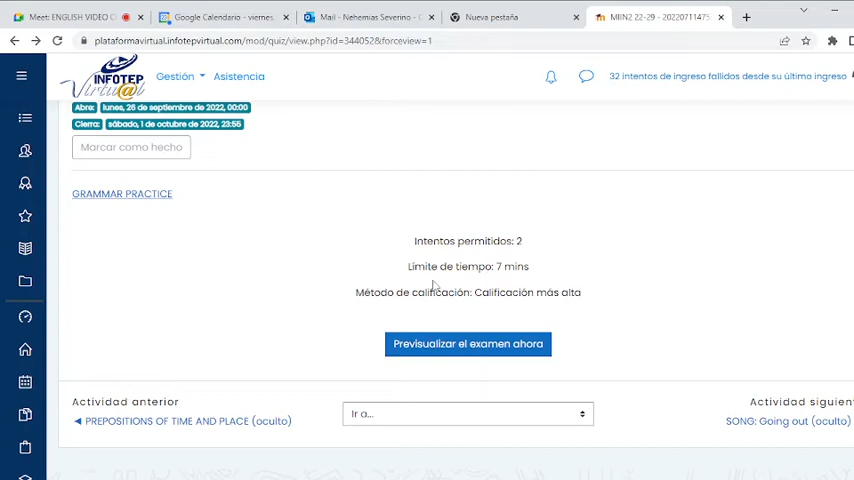 Meet: ENGLISH VIDEO C
Google Calendario - viernes
Mail - Nehemias Severino - C
Nueva pestaña
MIIN2 22-29 - 20220711475
plataformavirtual.infotepvirtual.com/mod/quiz/view.php?id=3440528&forceview=1
INFOTEP
Virtu@l
Gestión
Asistencia
32 intentos de ingreso fallidos desde su último ingreso
Abre: lunes, 26 de septiembre de 2022, 00:00
Cierra: sábado, 1 de octubre de 2022, 23:55
Marcar como hecho
GRAMMAR PRACTICE
Intentos permitidos: 2
Límite de tiempo: 7 mins
Método de calificación: Calificación más alta
Previsualizar el examen ahora
Actividad anterior
◄ PREPOSITIONS OF TIME AND PLACE (oculto)
Ir a...
Actividad siguien
SONG: Going out (oculto)